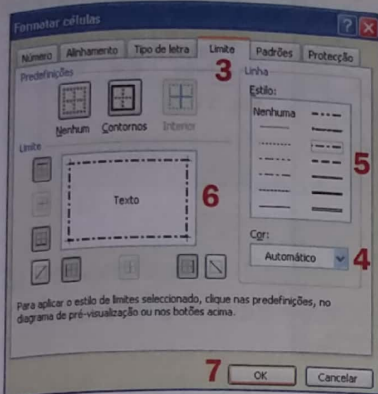 Formatar células
Número Alinhamento Tipo de letra Limite Padrões Protecção
3
Predefinições
Linha
Estilo:
Nenhuma
Nenhum Contornos Interior
Limite
5
Texto
6
Cor:
Automático
4
Para aplicar o estilo de limites seleccionado, clique nas predefinições, no
diagrama de pré-visualização ou nos botões acima.
7
OK Cancelar